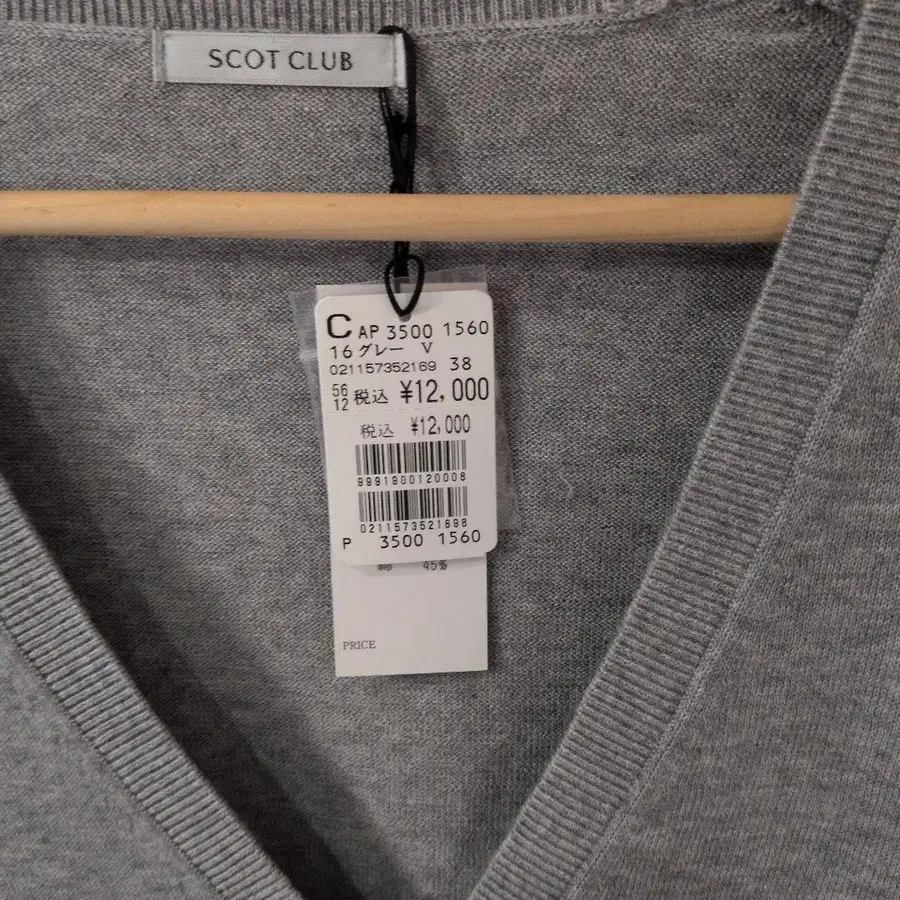 SCOT CLUB
C AP 3500 1560
16 グレー V
021157352169 38
56 12 税込 ¥12,000
税込 ¥12,000
9991900120008
0211573521698
P 3500 1560
45%
PRICE